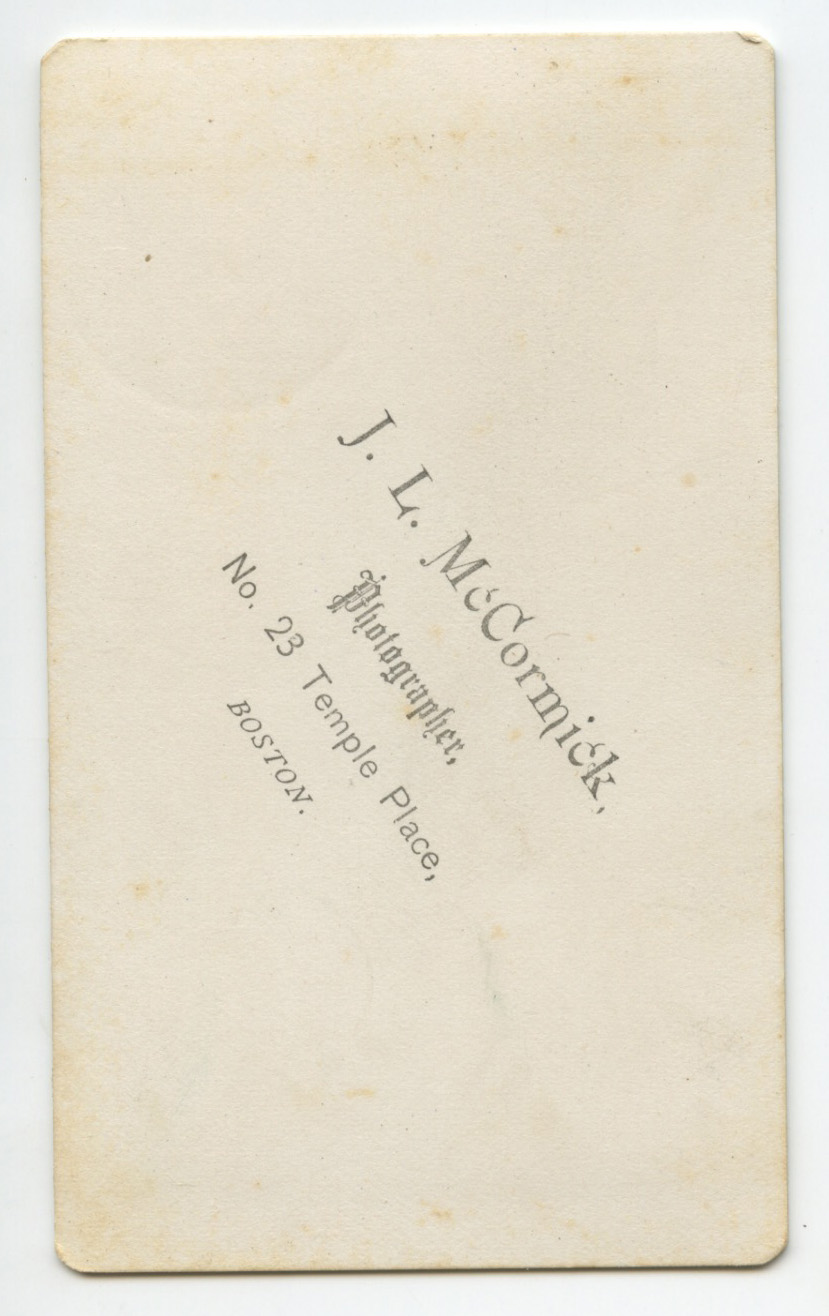 J. L. McCormick,
Photographer,
No. 23 Temple Place,
BOSTON.